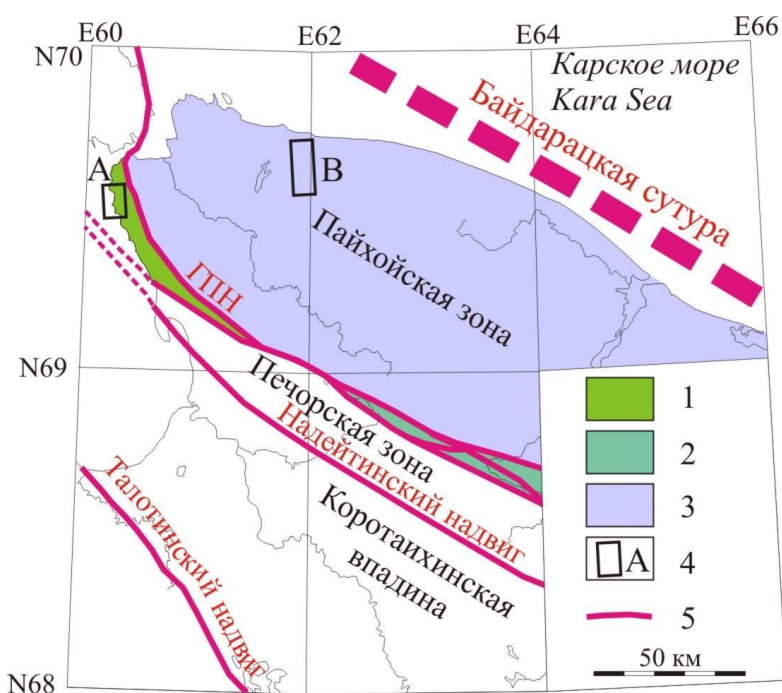 E60
E62
E64
E66
N70
Карское море
Kara Sea
Байдарацкая сутура
A
B
Пайхойская зона
ГПН
N69
Печорская зона
Надейтинский надвиг
Коротаихинская
впадина
Талотинский надвиг
1
2
3
A 4
5
50 км
N68